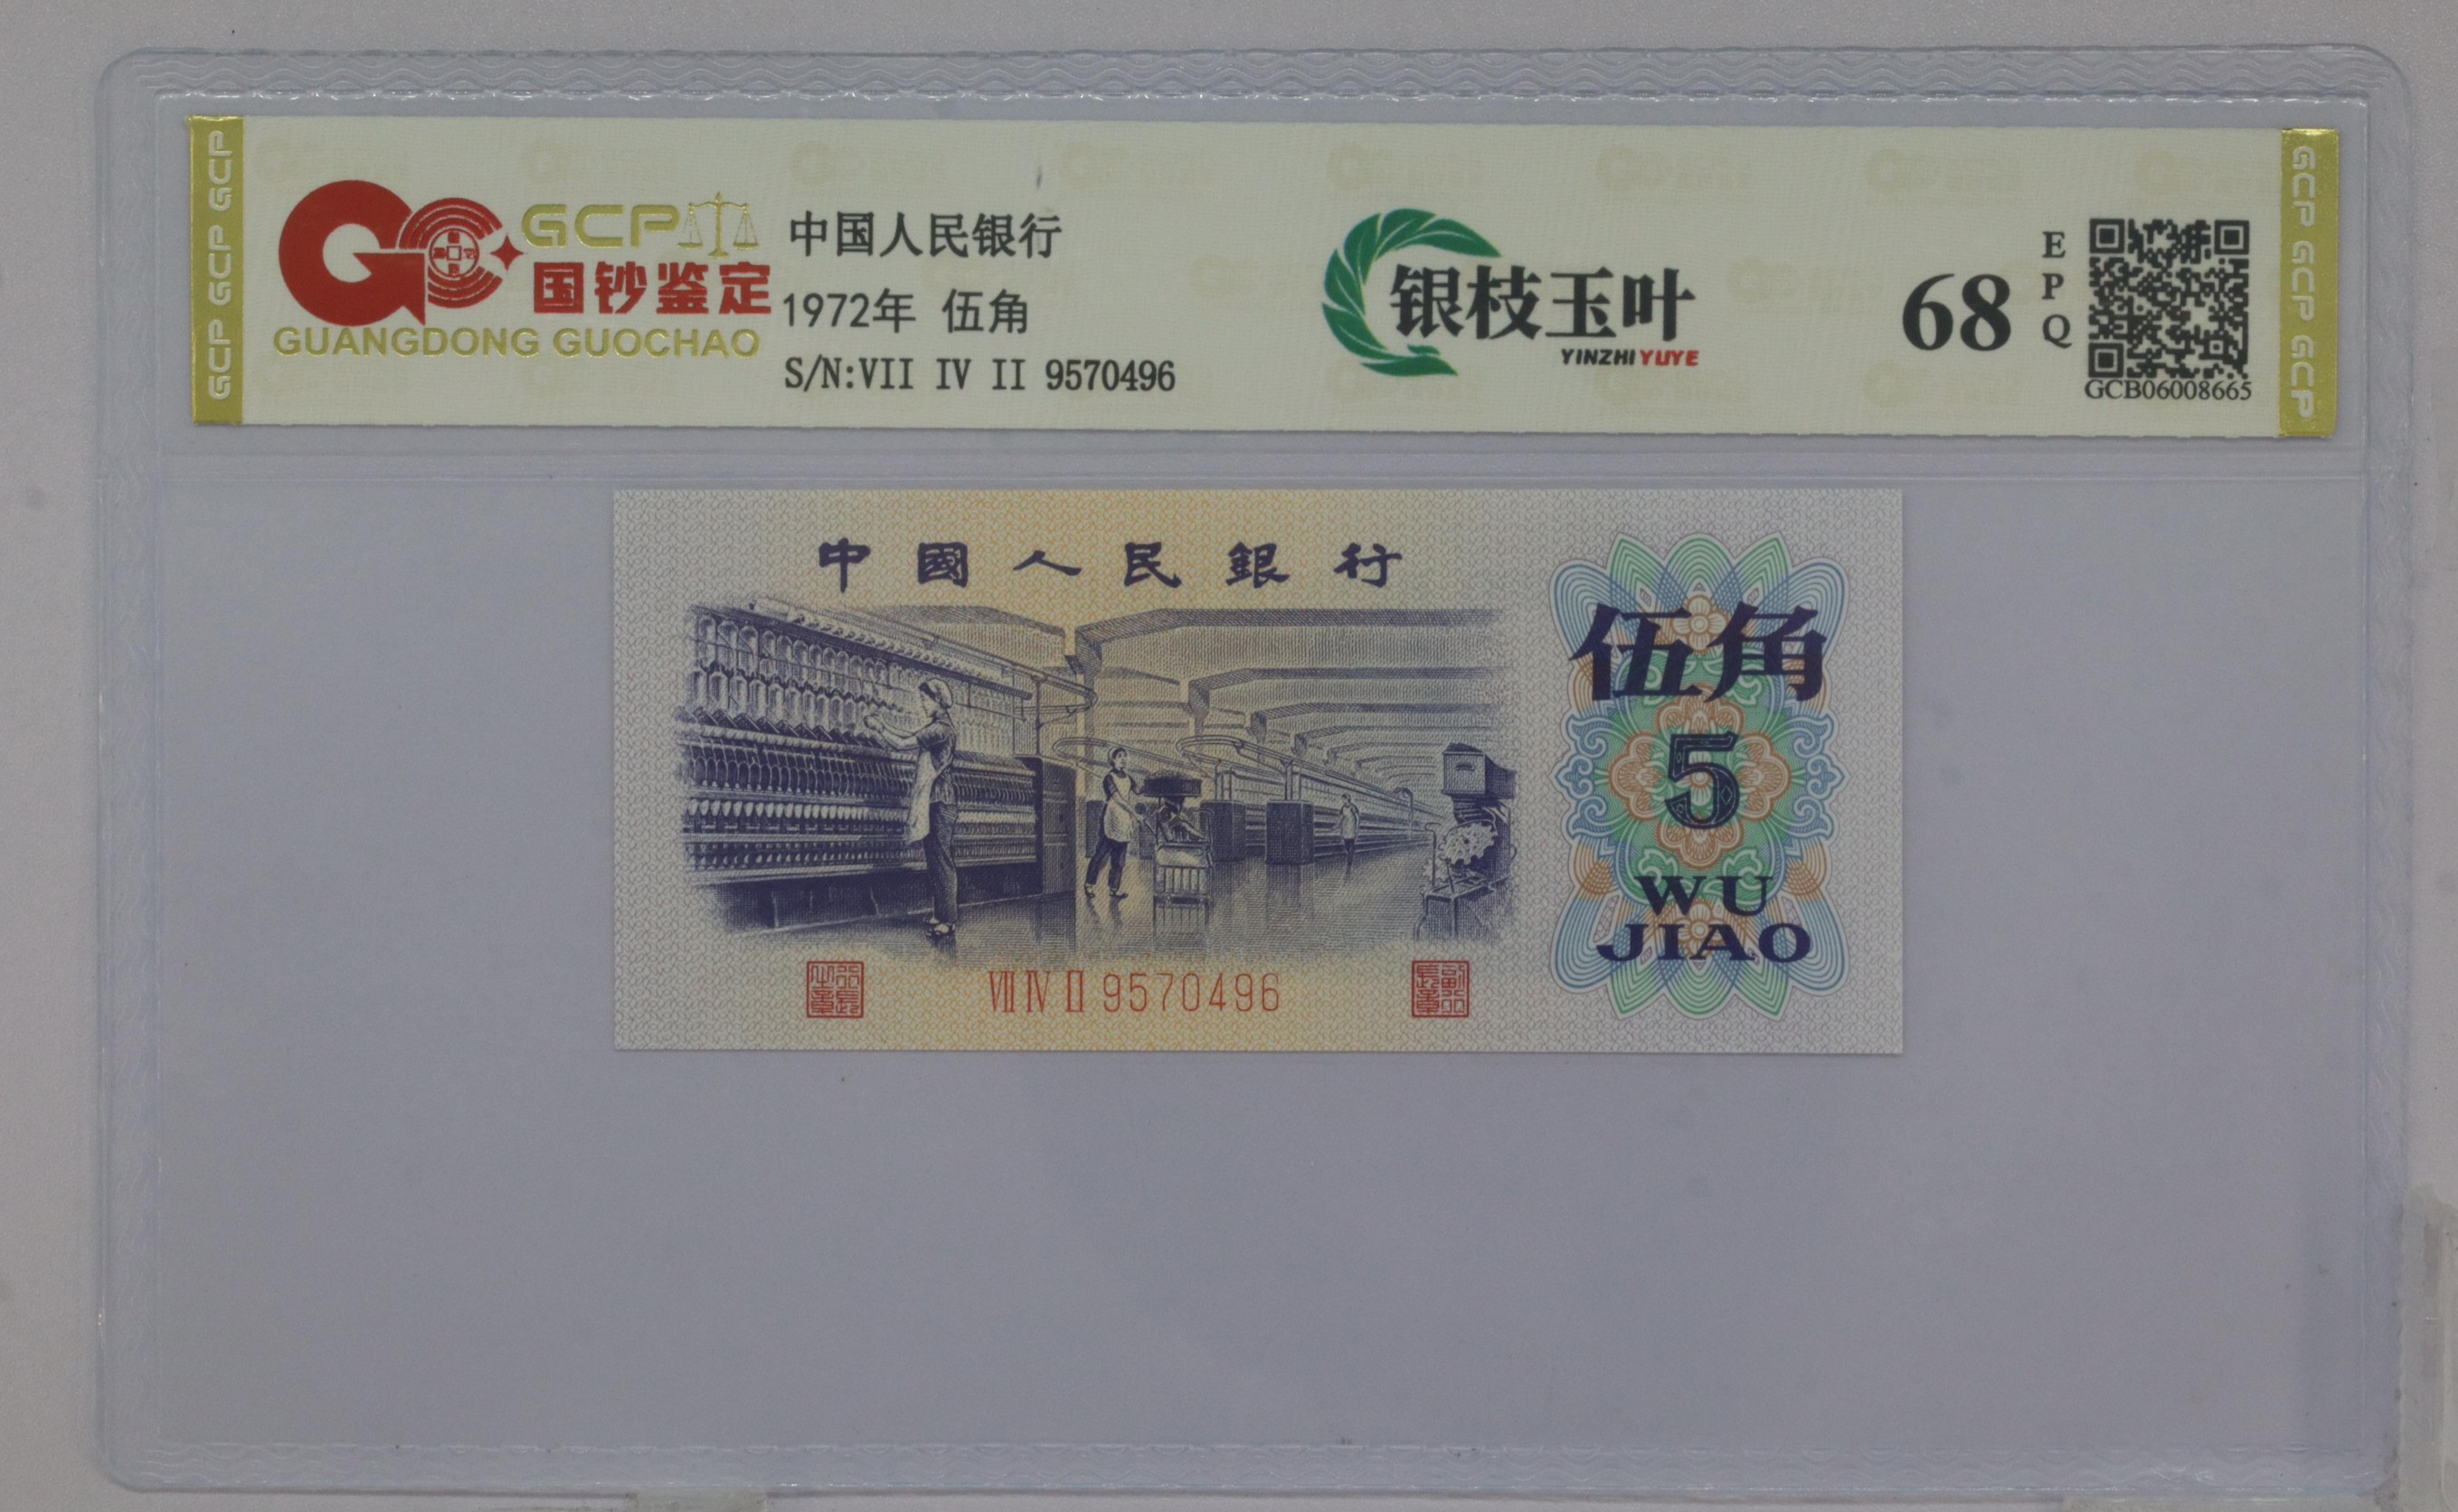 GCP GCP GCP
GCP
国钞鉴定
GUANGDONG GUOCHAO
中国人民银行
1972年 伍角
S/N:VII IV II 9570496
银枝玉叶
YINZHI YUYE
68
EPQ
GCB06008665
GCP GCP GCP
中國人民銀行
伍角
5
WU
JIAO
VII IV II 9570496